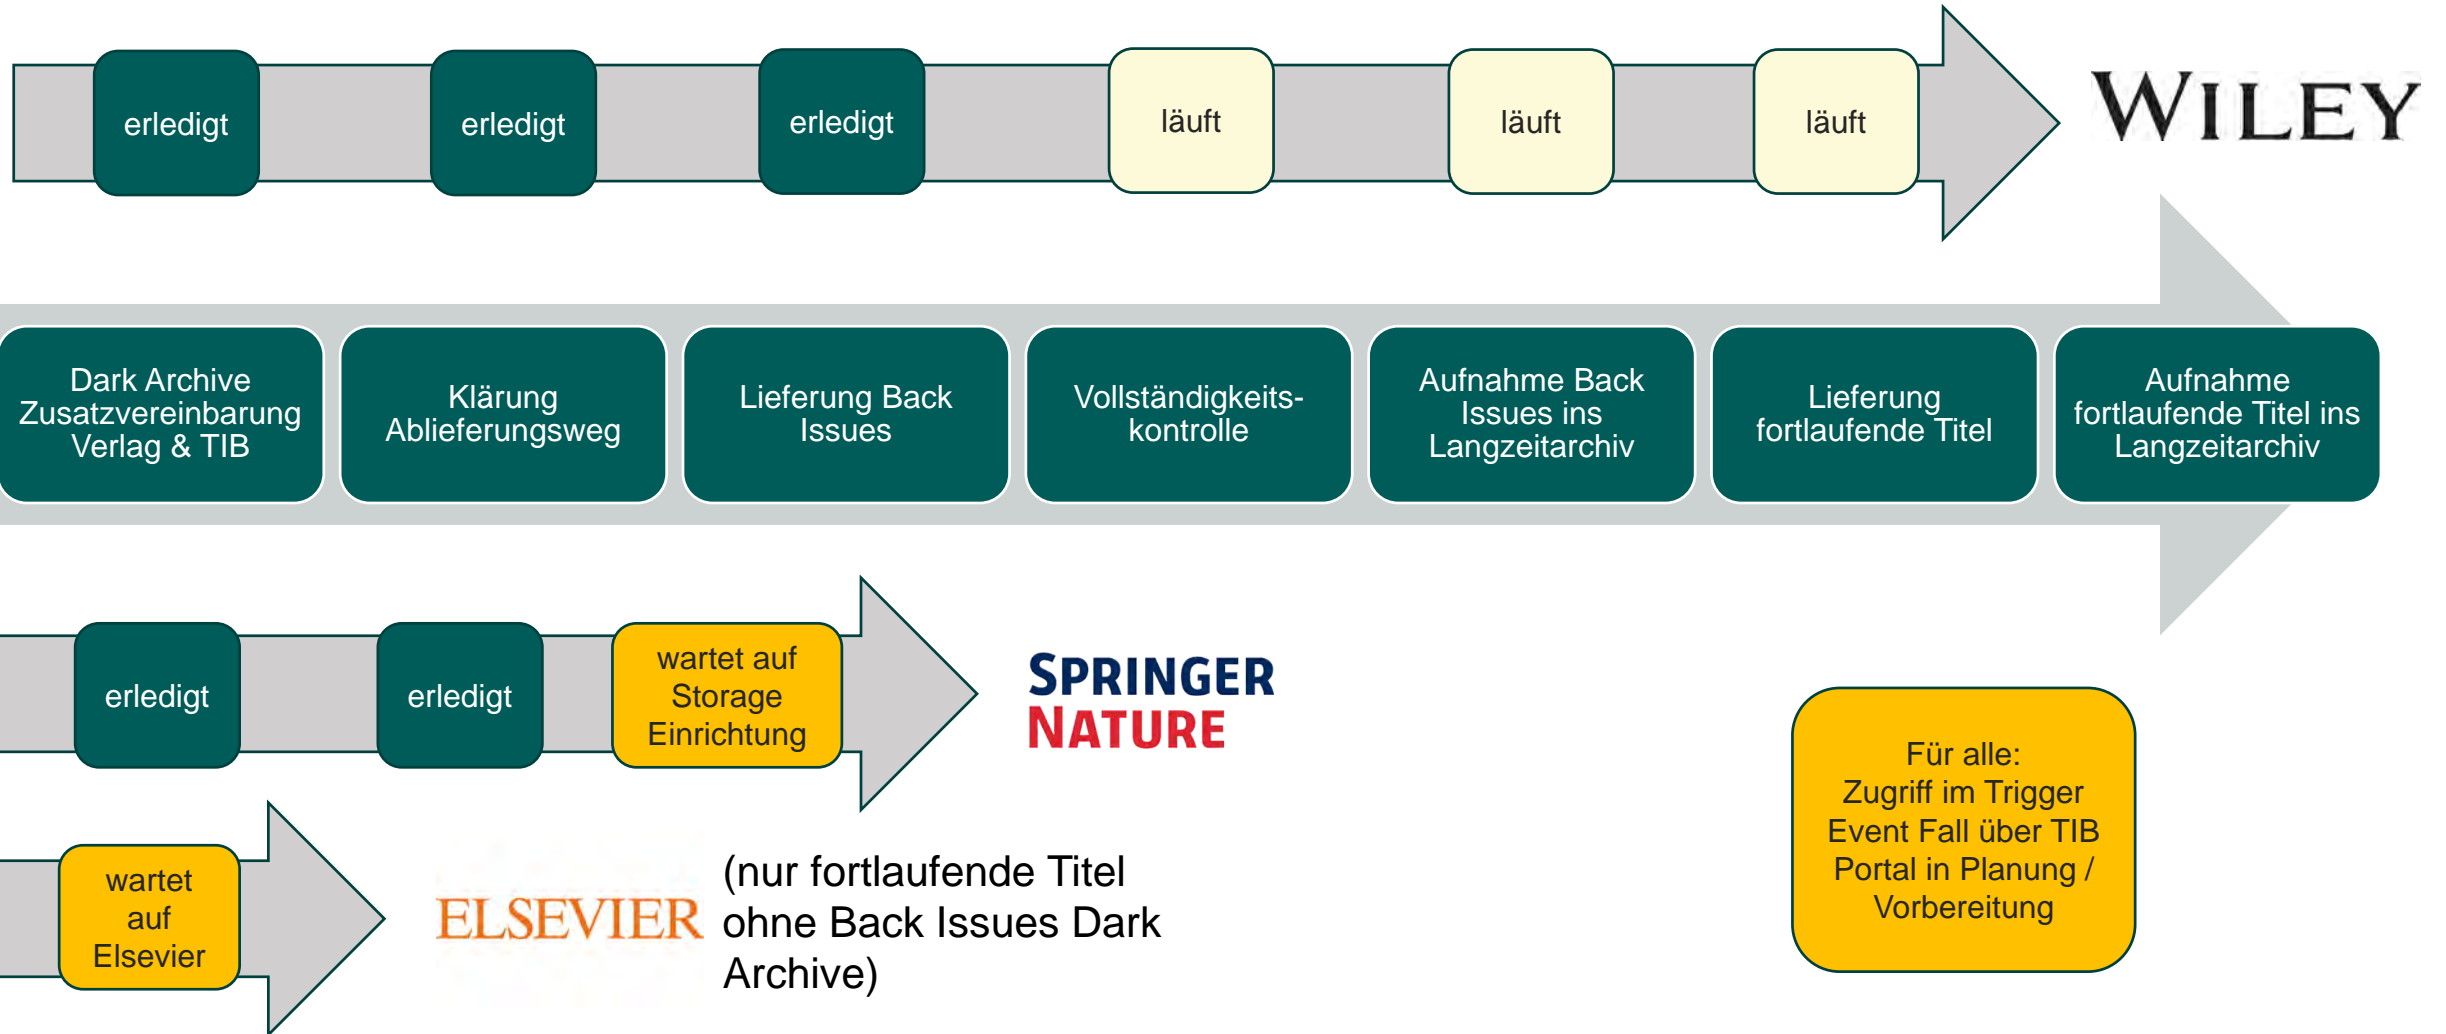 erledigt
erledigt
erledigt
läuft
läuft
läuft
WILEY
Dark Archive
Zusatzvereinbarung
Verlag & TIB
Klärung
Ablieferungsweg
Lieferung Back
Issues
Vollständigkeits-
kontrolle
Aufnahme Back
Issues ins
Langzeitarchiv
Lieferung
fortlaufende Titel
Aufnahme
fortlaufende Titel ins
Langzeitarchiv
erledigt
erledigt
wartet auf
Storage
Einrichtung
SPRINGER
NATURE
wartet
auf
Elsevier
ELSEVIER
(nur fortlaufende Titel
ohne Back Issues Dark
Archive)
Für alle:
Zugriff im Trigger
Event Fall über TIB
Portal in Planung /
Vorbereitung